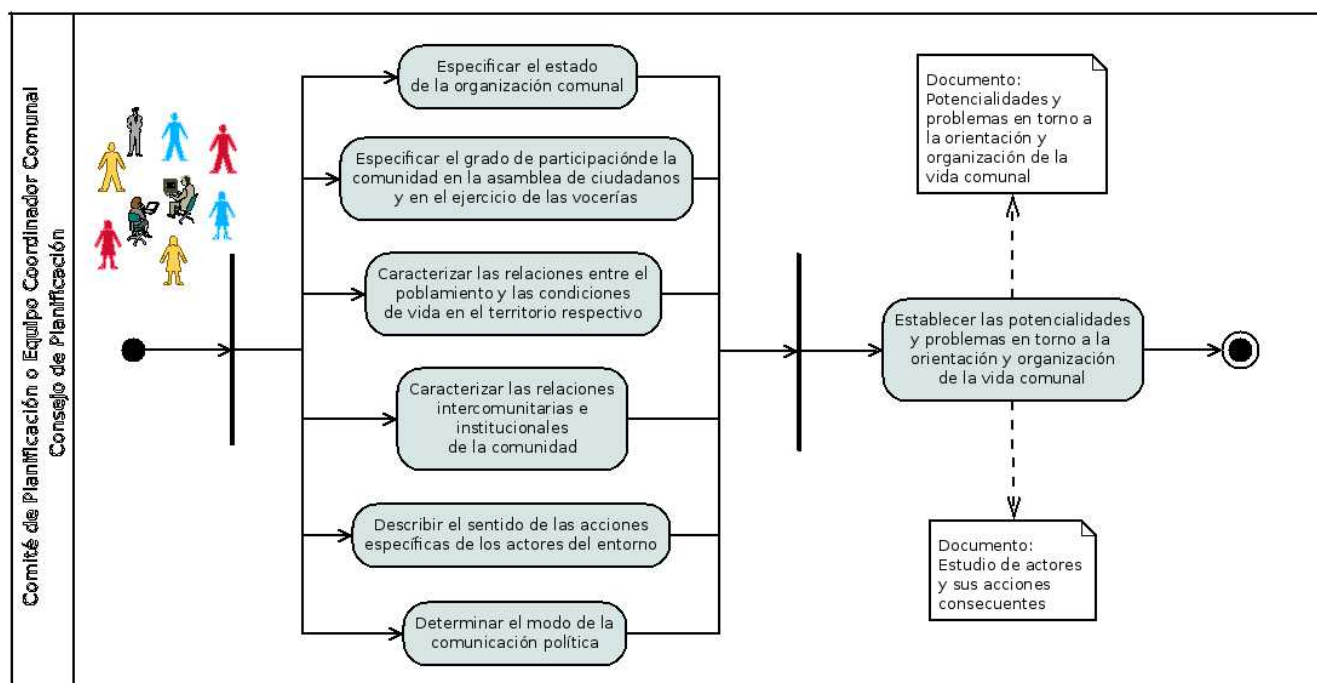 Comité de Planificación o Equipo Coordinador Comunal
Consejo de Planificación
Especificar el estado
de la organización comunal
Especificar el grado de participaciónde la
comunidad en la asamblea de ciudadanos
y en el ejercicio de las vocerías
Caracterizar las relaciones entre el
poblamiento y las condiciones
de vida en el territorio respectivo
Caracterizar las relaciones
intercomunitarias e
institucionales
de la comunidad
Describir el sentido de las acciones
específicas de los actores del entorno
Determinar el modo de la
comunicación política
Documento:
Potencialidades y
problemas en torno a
la orientación y
organización de la
vida comunal
Establecer las potencialidades
y problemas en torno a la
orientación y organización
de la vida comunal
Documento:
Estudio de actores
y sus acciones
consecuentes